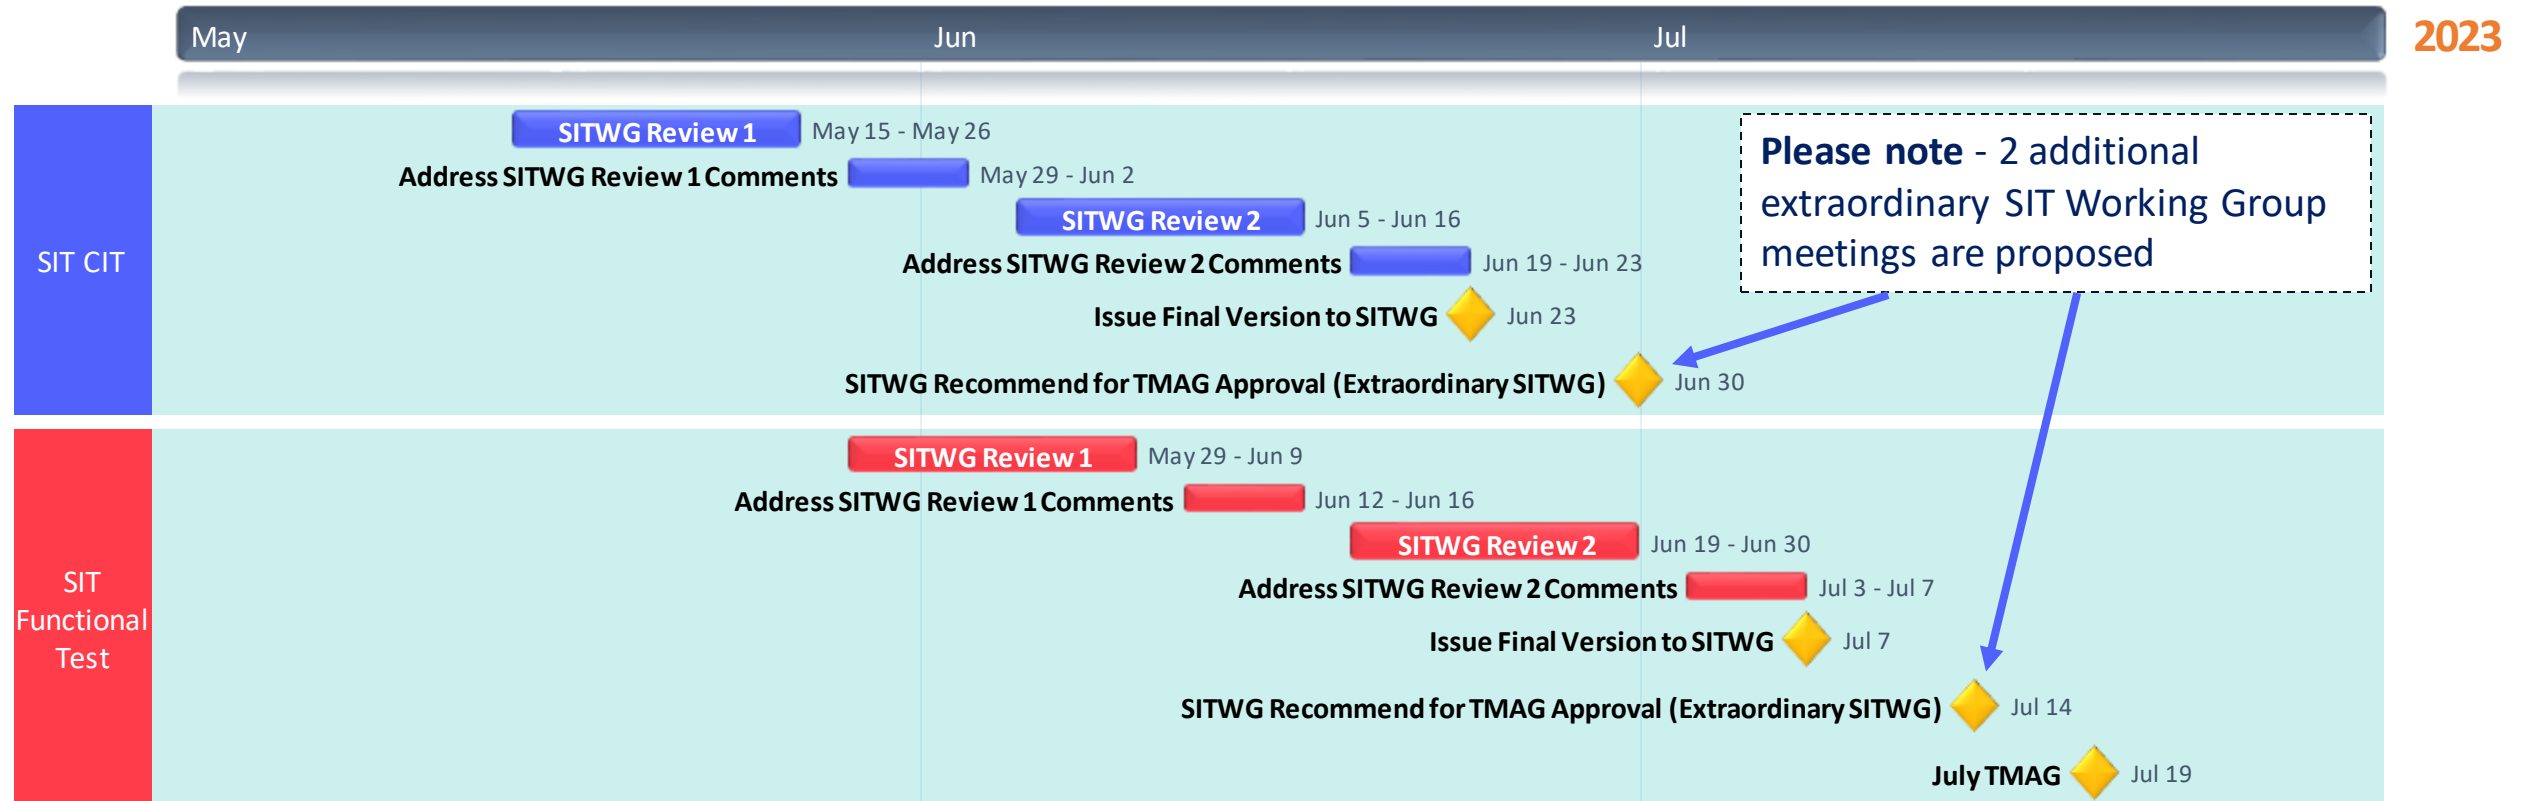 May Jun Jul 2023
SIT CIT
SITWG Review 1 May 15 - May 26
Address SITWG Review 1 Comments May 29 - Jun 2
SITWG Review 2 Jun 5 - Jun 16
Address SITWG Review 2 Comments Jun 19 - Jun 23
Issue Final Version to SITWG Jun 23
SITWG Recommend for TMAG Approval (Extraordinary SITWG) Jun 30
Please note - 2 additional
extraordinary SIT Working Group
meetings are proposed
SIT
Functional
Test
SITWG Review 1 May 29 - Jun 9
Address SITWG Review 1 Comments Jun 12 - Jun 16
SITWG Review 2 Jun 19 - Jun 30
Address SITWG Review 2 Comments Jul 3 - Jul 7
Issue Final Version to SITWG Jul 7
SITWG Recommend for TMAG Approval (Extraordinary SITWG) Jul 14
July TMAG Jul 19